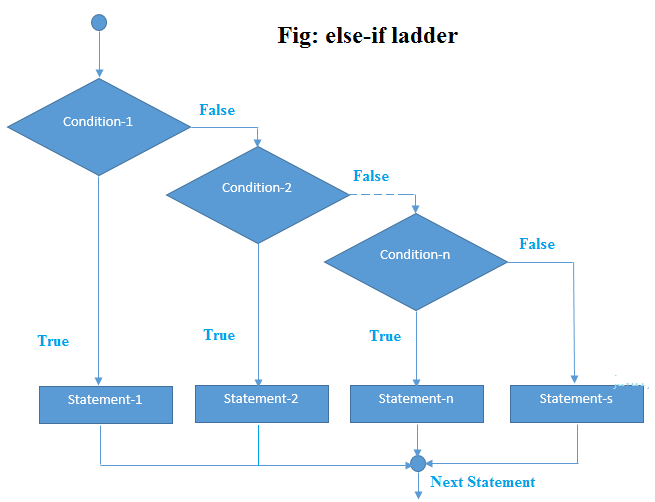 Fig: else-if ladder
Condition-1
False
Condition-2
False
Condition-n
False
True
True
True
Statement-1
Statement-2
Statement-n
Statement-s
Next Statement